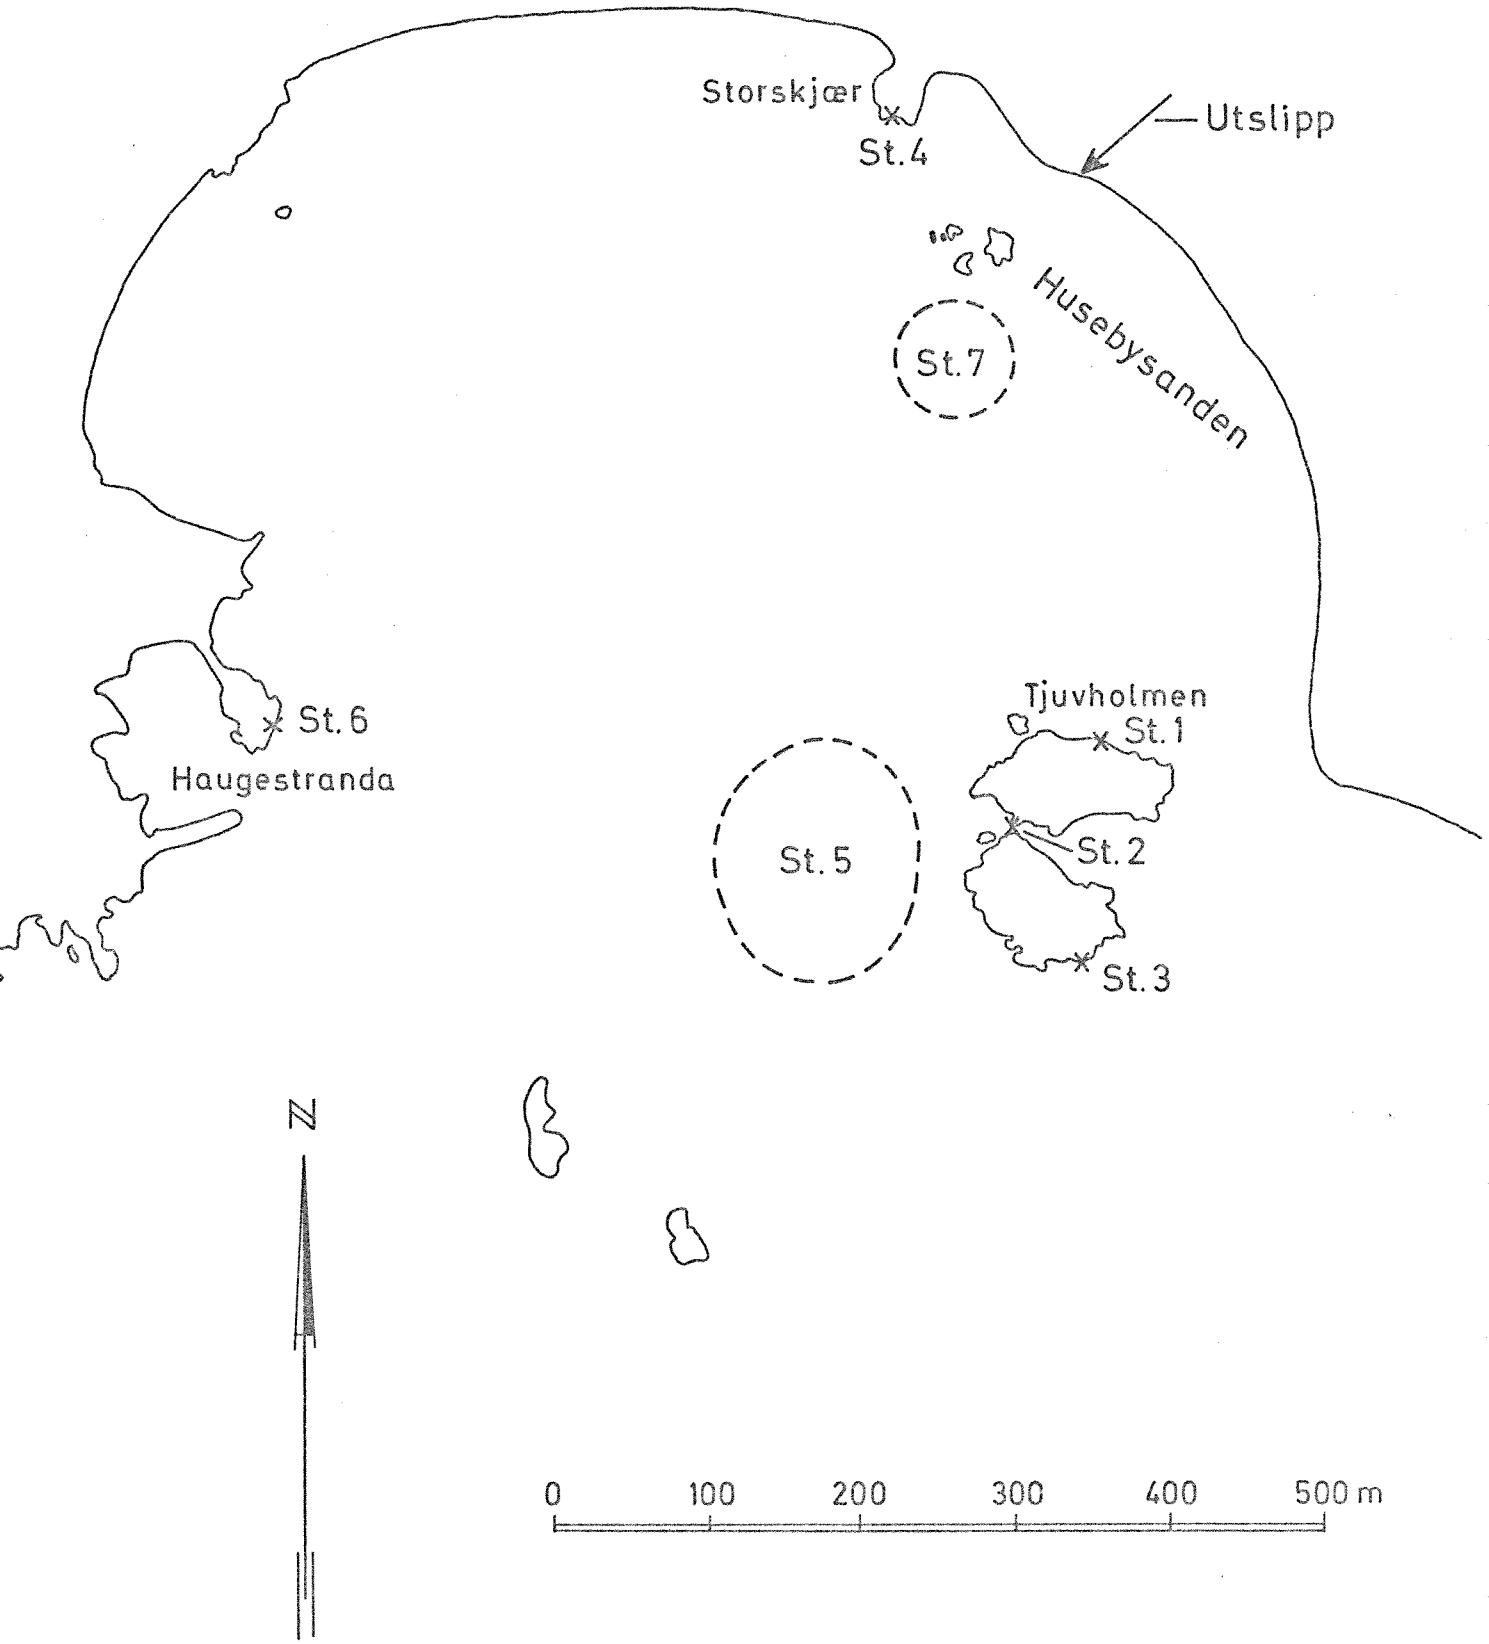 Storskjær
Utslipp
St.4
Husebysanden
St.7
Tjuvholmen
St.1
St.6
Haugestranda
St.2
St.5
St.3
N
0 100 200 300 400 500 m